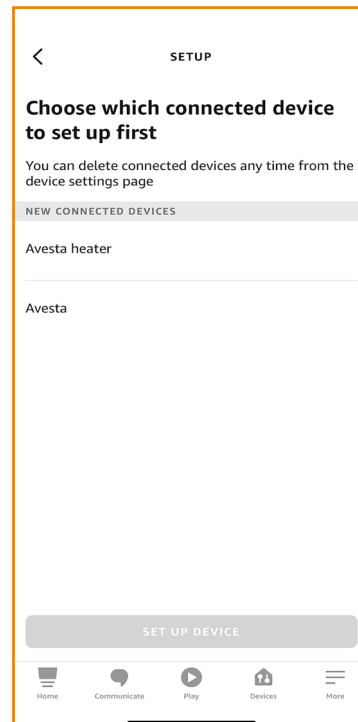 SETUP
Choose which connected device
to set up first
You can delete connected devices any time from the
device settings page
NEW CONNECTED DEVICES
Avesta heater
Avesta
SET UP DEVICE
Home Communicate Play Devices More